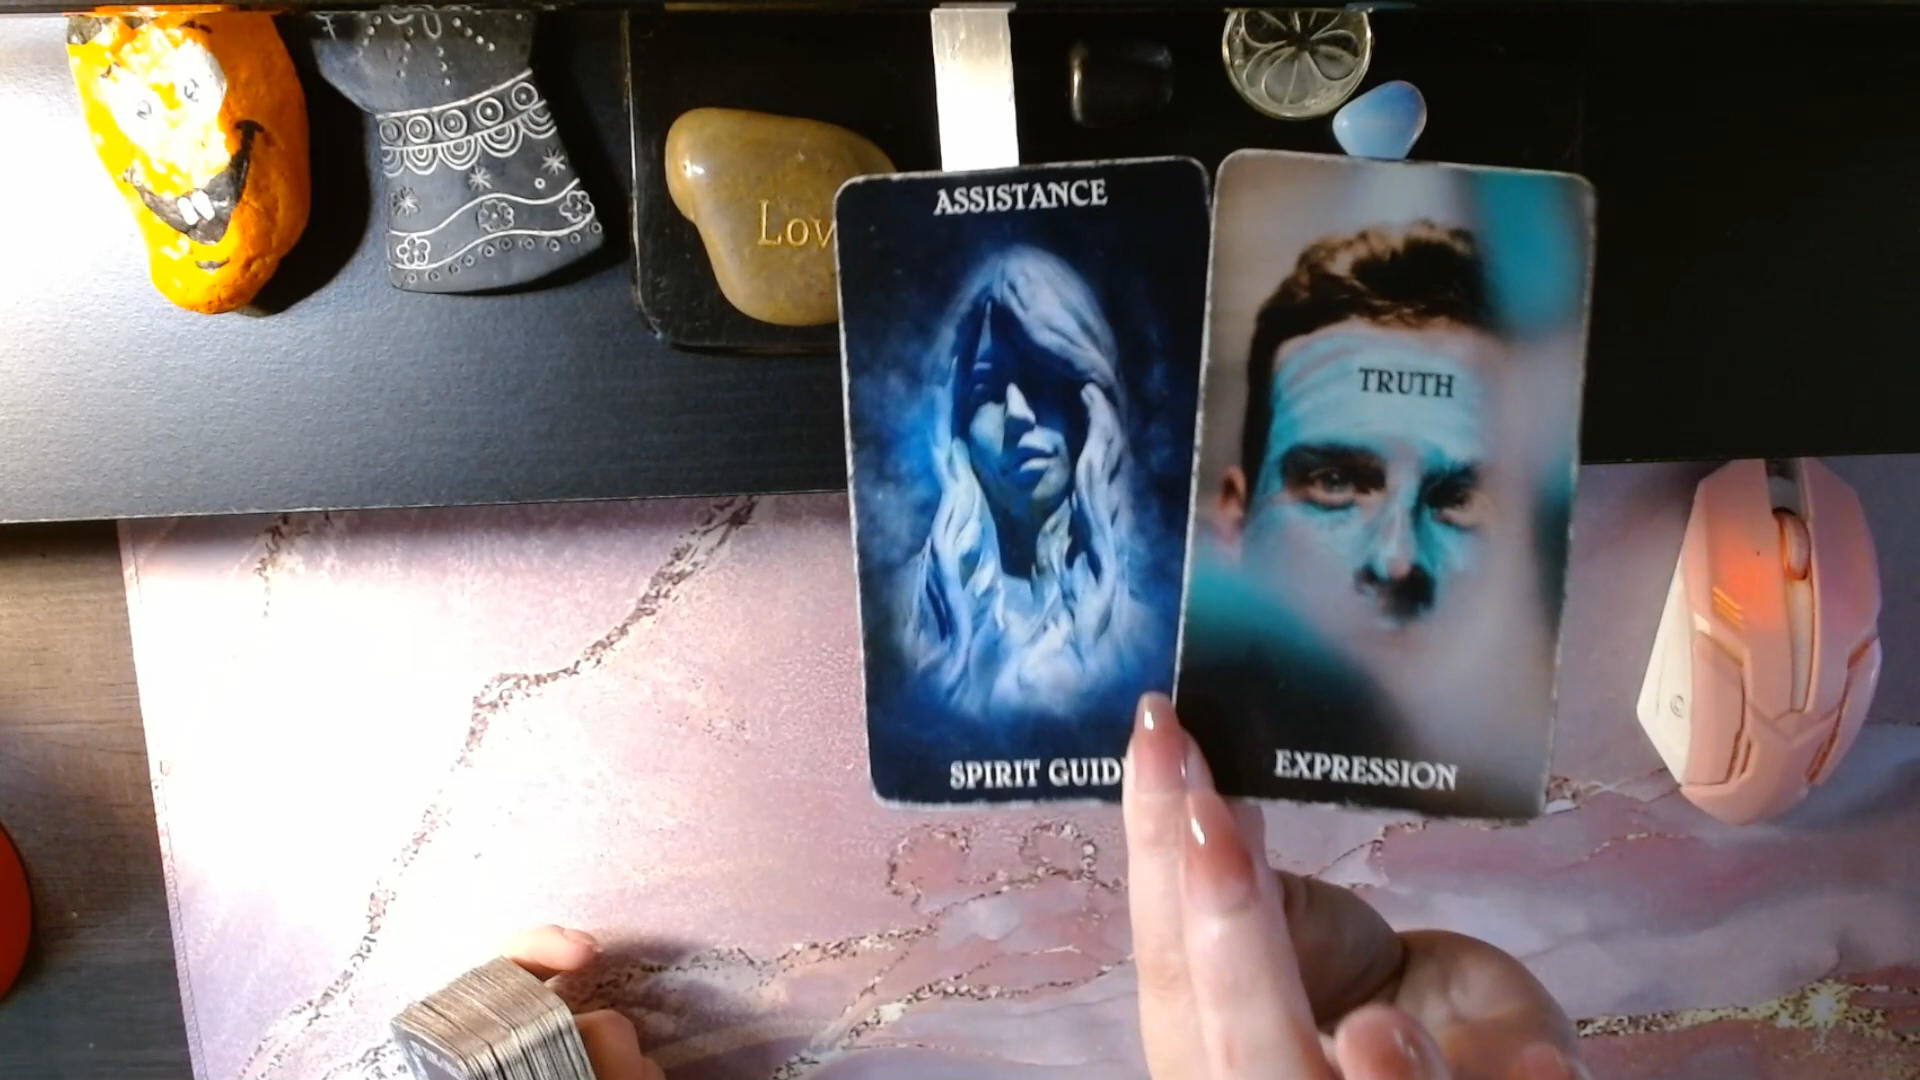 Lov
ASSISTANCE
SPIRIT GUID
TRUTH
EXPRESSION